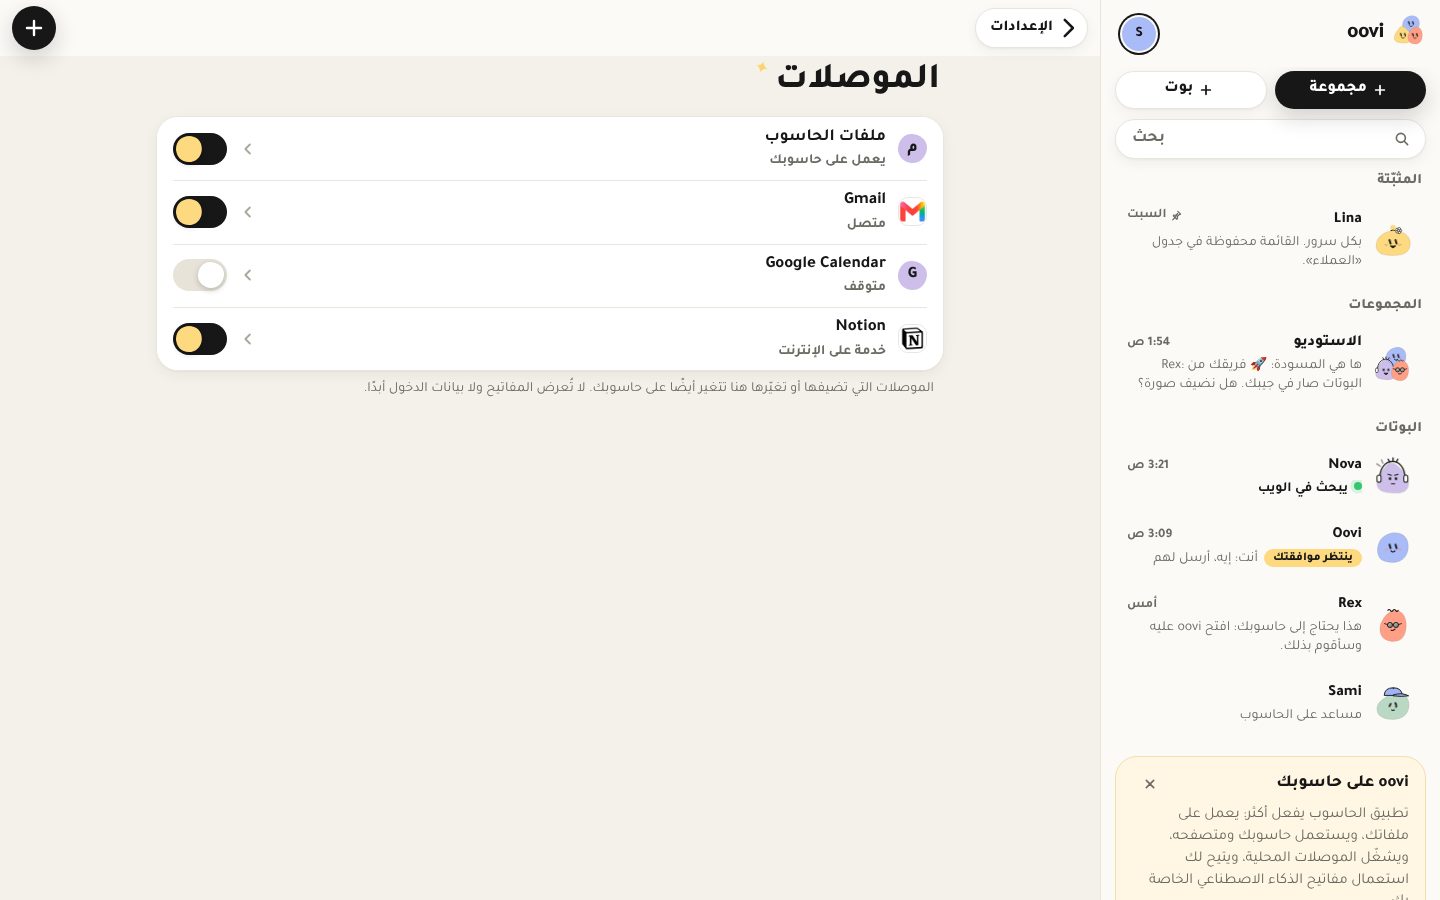 oovi
S
مجموعة
بوت
بحث
المثبّتة
Lina
السبت
بكل سرور. القائمة محفوظة في جدول
«العملاء».
المجموعات
الاستوديو
1:54 ص
Rex: ها هي المسودة: 🚀 فريقك من
البوتات صار في جيبك. هل نضيف صورة؟
البوتات
Nova
3:21 ص
يبحث في الويب
Oovi
3:09 ص
ينتظر موافقتك
أنت: إيه، أرسل لهم
Rex
أمس
هذا يحتاج إلى حاسوبك: افتح oovi عليه
وسأقوم بذلك.
Sami
مساعد على الحاسوب
oovi على حاسوبك
تطبيق الحاسوب يفعل أكثر: يعمل على
ملفاتك، ويستعمل حاسوبك ومتصفحه،
ويشغّل الموصلات المحلية، ويتيح لك
استعمال مفاتيح الذكاء الاصطناعي الخاصة
بك.
الإعدادات
الموصلات
م
ملفات الحاسوب
يعمل على حاسوبك
Gmail
متصل
G
Google Calendar
متوقف
Notion
خدمة على الإنترنت
الموصلات التي تضيفها أو تغيّرها هنا تتغير أيضًا على حاسوبك. لا تُعرض المفاتيح ولا بيانات الدخول أبدًا.